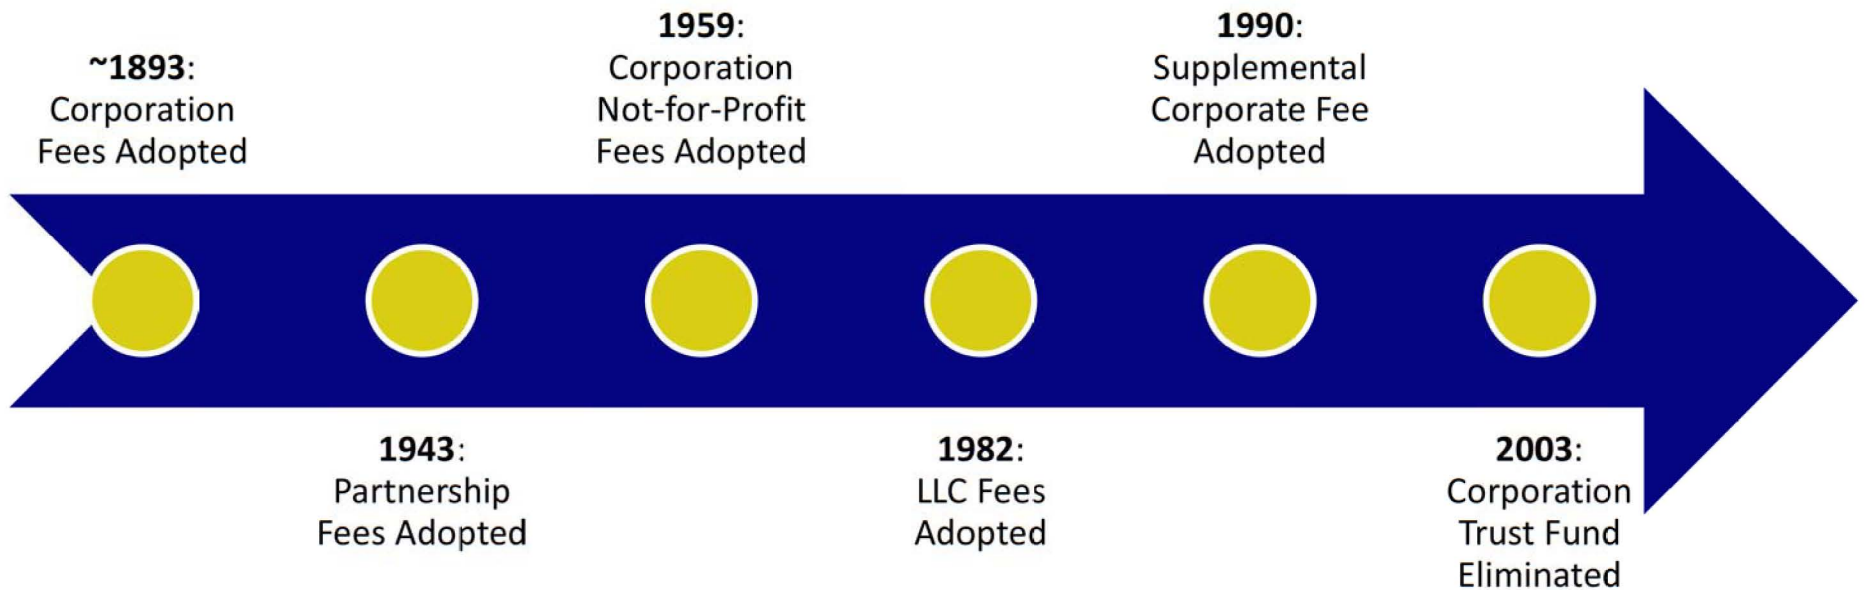 ~1893:
Corporation
Fees Adopted
1943:
Partnership
Fees Adopted
1959:
Corporation
Not-for-Profit
Fees Adopted
1982:
LLC Fees
Adopted
1990:
Supplemental
Corporate Fee
Adopted
2003:
Corporation
Trust Fund
Eliminated